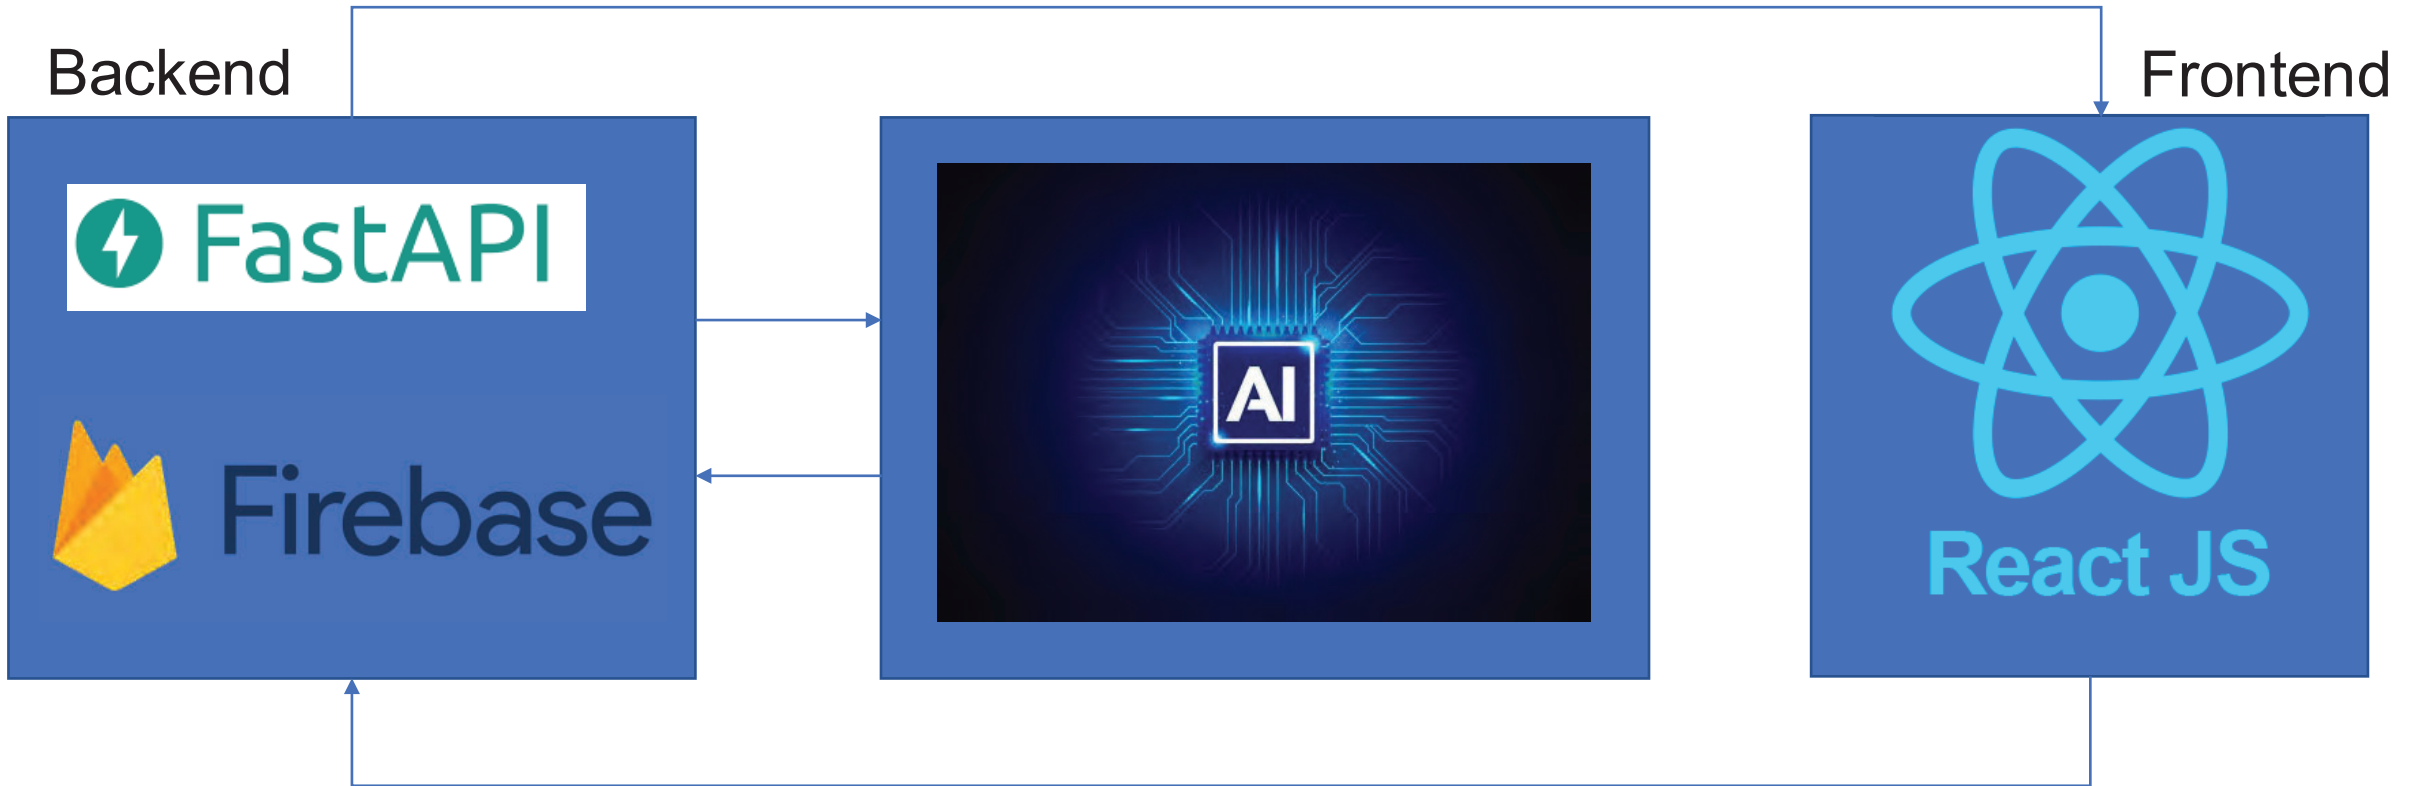 Backend
Frontend
FastAPI
Firebase
AI
React JS